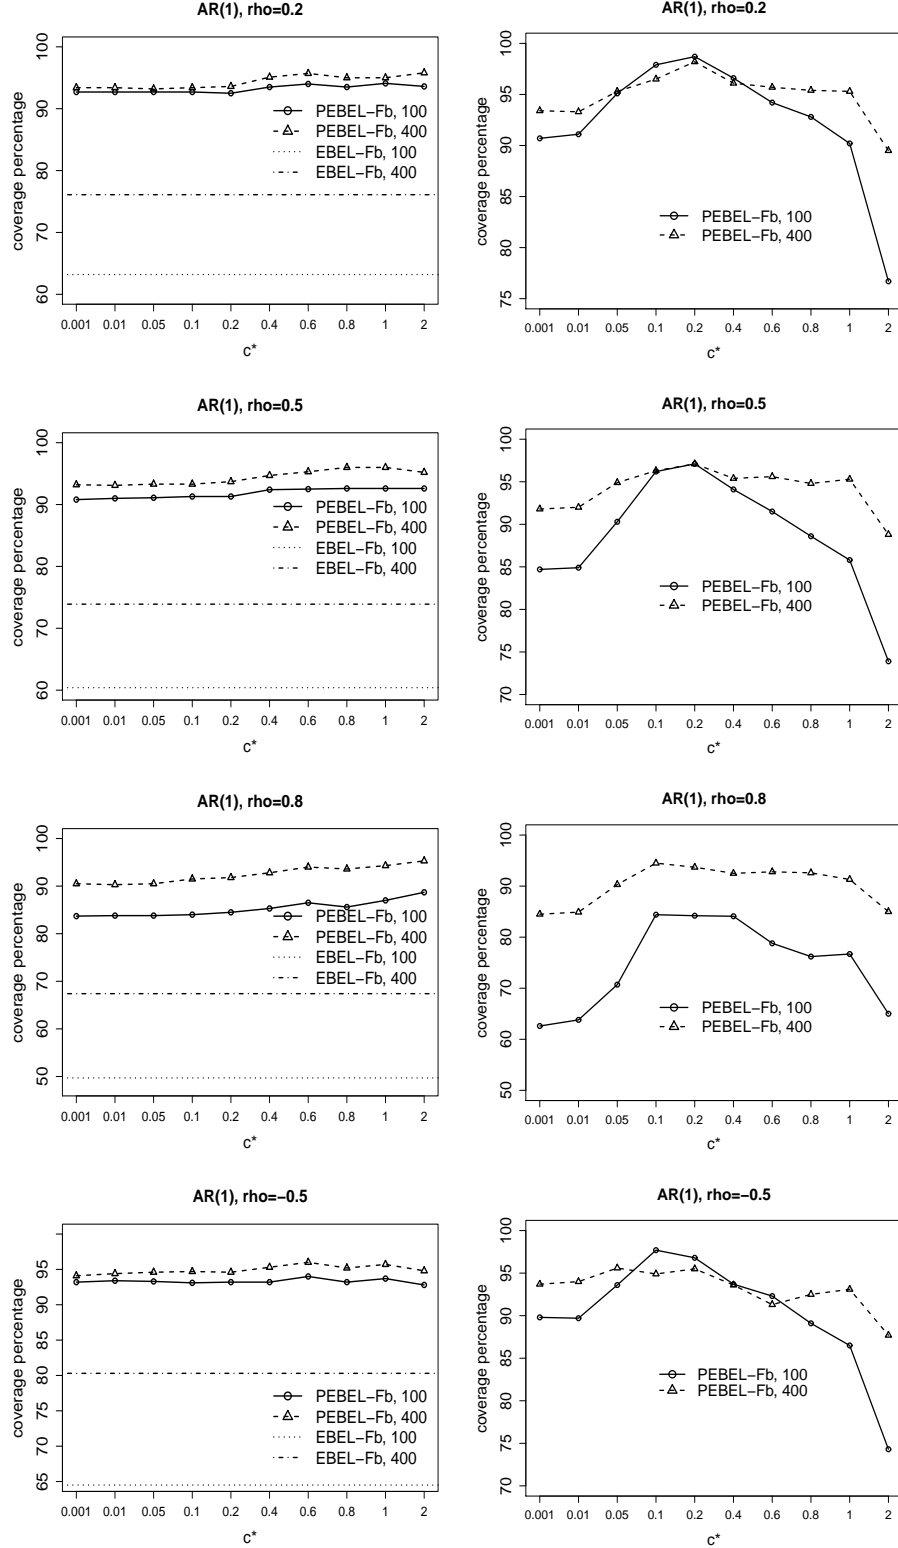 AR(1), rho=0.2
coverage percentage
100
90
80
70
60
PEBEL−Fb, 100
PEBEL−Fb, 400
EBEL−Fb, 100
EBEL−Fb, 400
0.001 0.01 0.05 0.1 0.2 0.4 0.6 0.8 1 2
c*
AR(1), rho=0.2
coverage percentage
100
95
90
85
80
75
PEBEL−Fb, 100
PEBEL−Fb, 400
0.001 0.01 0.05 0.1 0.2 0.4 0.6 0.8 1 2
c*
AR(1), rho=0.5
coverage percentage
100
90
80
70
60
PEBEL−Fb, 100
PEBEL−Fb, 400
EBEL−Fb, 100
EBEL−Fb, 400
0.001 0.01 0.05 0.1 0.2 0.4 0.6 0.8 1 2
c*
AR(1), rho=0.5
coverage percentage
100
95
90
85
80
75
70
PEBEL−Fb, 100
PEBEL−Fb, 400
0.001 0.01 0.05 0.1 0.2 0.4 0.6 0.8 1 2
c*
AR(1), rho=0.8
coverage percentage
100
90
80
70
60
50
PEBEL−Fb, 100
PEBEL−Fb, 400
EBEL−Fb, 100
EBEL−Fb, 400
0.001 0.01 0.05 0.1 0.2 0.4 0.6 0.8 1 2
c*
AR(1), rho=0.8
coverage percentage
100
90
80
70
60
50
PEBEL−Fb, 100
PEBEL−Fb, 400
0.001 0.01 0.05 0.1 0.2 0.4 0.6 0.8 1 2
c*
AR(1), rho=−0.5
coverage percentage
95
90
85
80
75
70
65
PEBEL−Fb, 100
PEBEL−Fb, 400
EBEL−Fb, 100
EBEL−Fb, 400
0.001 0.01 0.05 0.1 0.2 0.4 0.6 0.8 1 2
c*
AR(1), rho=−0.5
coverage percentage
100
95
90
85
80
75
70
PEBEL−Fb, 100
PEBEL−Fb, 400
0.001 0.01 0.05 0.1 0.2 0.4 0.6 0.8 1 2
c*